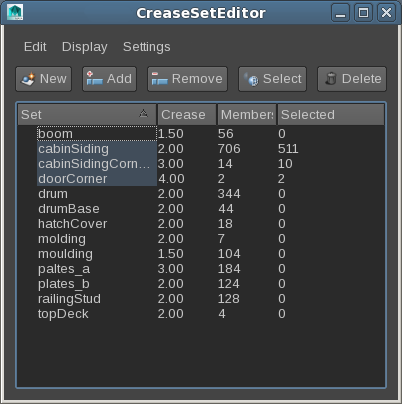 CreaseSetEditor
Edit Display Settings
New Add Remove Select Delete
Set Crease Members Selected
boom 1.50 56 0
cabinSiding 2.00 706 511
cabinSidingCorn... 3.00 14 10
doorCorner 4.00 2 2
drum 2.00 344 0
drumBase 2.00 44 0
hatchCover 2.00 18 0
molding 2.00 7 0
moulding 1.50 104 0
paltes_a 3.00 184 0
plates_b 2.00 124 0
railingStud 2.00 128 0
topDeck 2.00 4 0